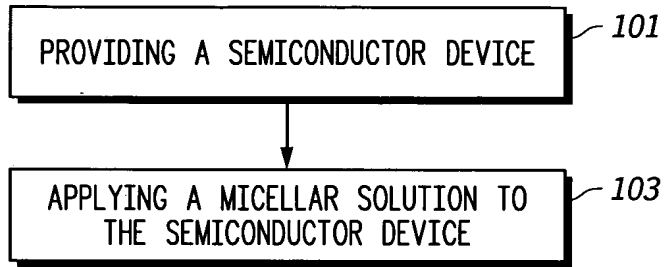 PROVIDING A SEMICONDUCTOR DEVICE 101
APPLYING A MICELLAR SOLUTION TO
THE SEMICONDUCTOR DEVICE
103